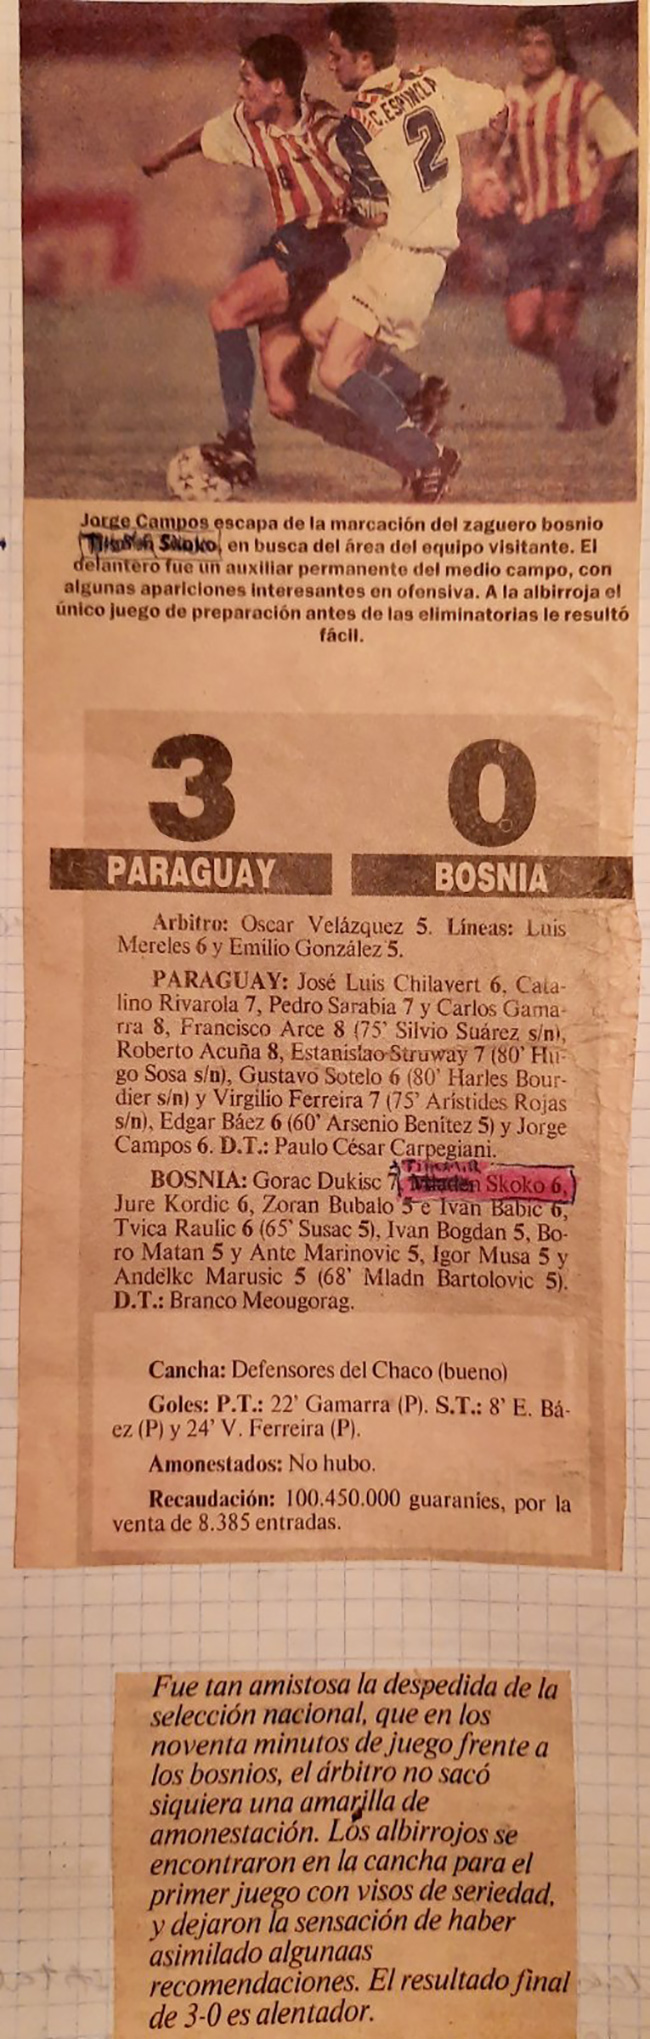 C. ESPINOLA
2
Jorge Campos escapa de la marcación del zaguero bosnio
Skoko, en busca del área del equipo visitante. El
delantero fue un auxiliar permanente del medio campo, con
algunas apariciones interesantes en ofensiva. A la albirroja el
único juego de preparación antes de las eliminatorias le resultó
fácil.
3 0
PARAGUAY BOSNIA
Arbitro: Oscar Velázquez 5. Líneas: Luis
Mereles 6 y Emilio González 5.
PARAGUAY: José Luis Chilavert 6, Cata-
lino Rivarola 7, Pedro Sarabia 7 y Carlos Gama-
rra 8, Francisco Arce 8 (75' Silvio Suárez s/n),
Roberto Acuña 8, Estanislao Struway 7 (80' Hu-
go Sosa s/n), Gustavo Sotelo 6 (80' Harles Bour-
dier s/n) y Virgilio Ferreira 7 (75' Arístides Rojas
s/n), Edgar Báez 6 (60' Arsenio Benítez 5) y Jorge
Campos 6. D.T.: Paulo César Carpegiani.
BOSNIA: Gorac Dukisc 7, Mladen Skoko 6,
Jure Kordic 6, Zoran Bubalo 5 e Ivan Babic 6,
Tvica Raulic 6 (65' Susac 5), Ivan Bogdan 5, Bo-
ro Matan 5 y Ante Marinovic 5, Igor Musa 5 y
Andelkc Marusic 5 (68' Mladn Bartolovic 5).
D.T.: Branco Meougorag.
Cancha: Defensores del Chaco (bueno)
Goles: P.T.: 22' Gamarra (P). S.T.: 8' E. Bá-
ez (P) y 24' V. Ferreira (P).
Amonestados: No hubo.
Recaudación: 100.450.000 guaraníes, por la
venta de 8.385 entradas.
Fue tan amistosa la despedida de la
selección nacional, que en los
noventa minutos de juego frente a
los bosnios, el árbitro no sacó
siquiera una amarilla de
amonestación. Los albirrojos se
encontraron en la cancha para el
primer juego con visos de seriedad,
y dejaron la sensación de haber
asimilado algunaas
recomendaciones. El resultado final
de 3-0 es alentador.